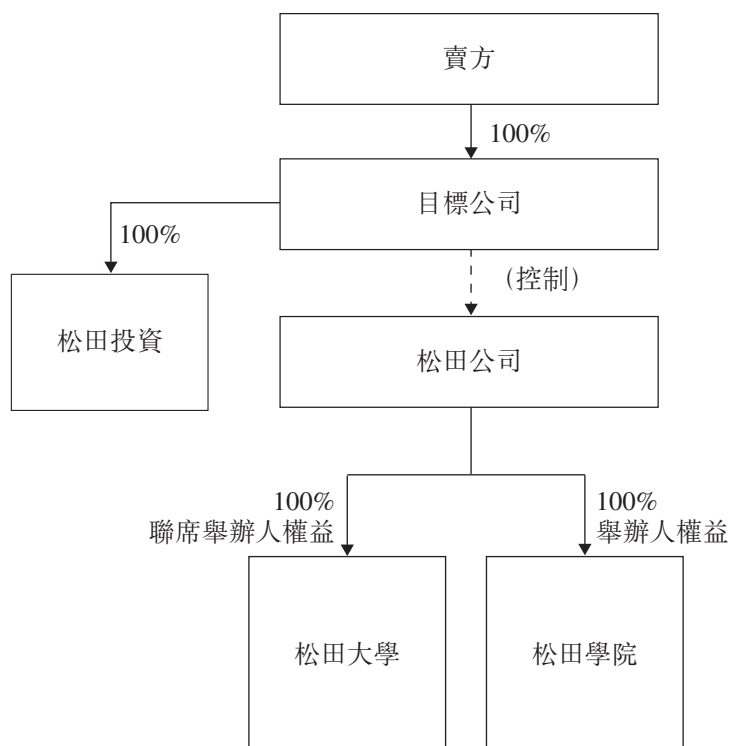 賣方
100%
目標公司
100%
（控制）
松田投資
松田公司
100%
聯席舉辦人權益
100%
舉辦人權益
松田大學
松田學院